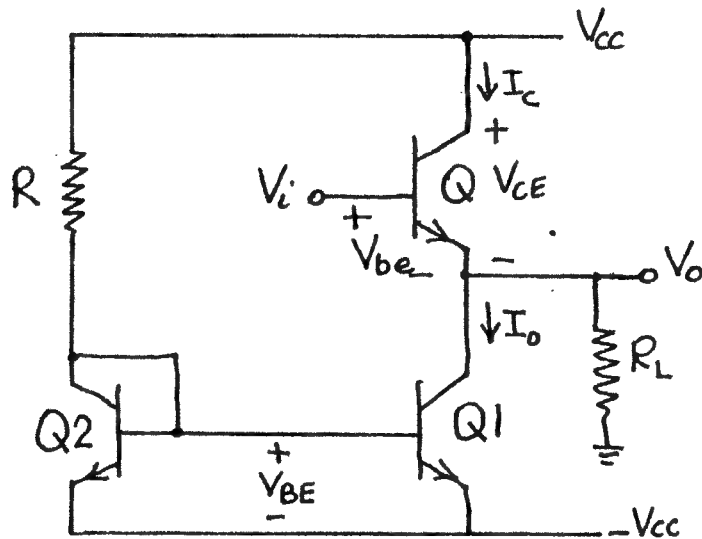 Vcc
Ic
+
R
Vi
Q
VCE
+
Vbe
-
-
Vo
Io
RL
Q2
Q1
+
VBE
-
-Vcc